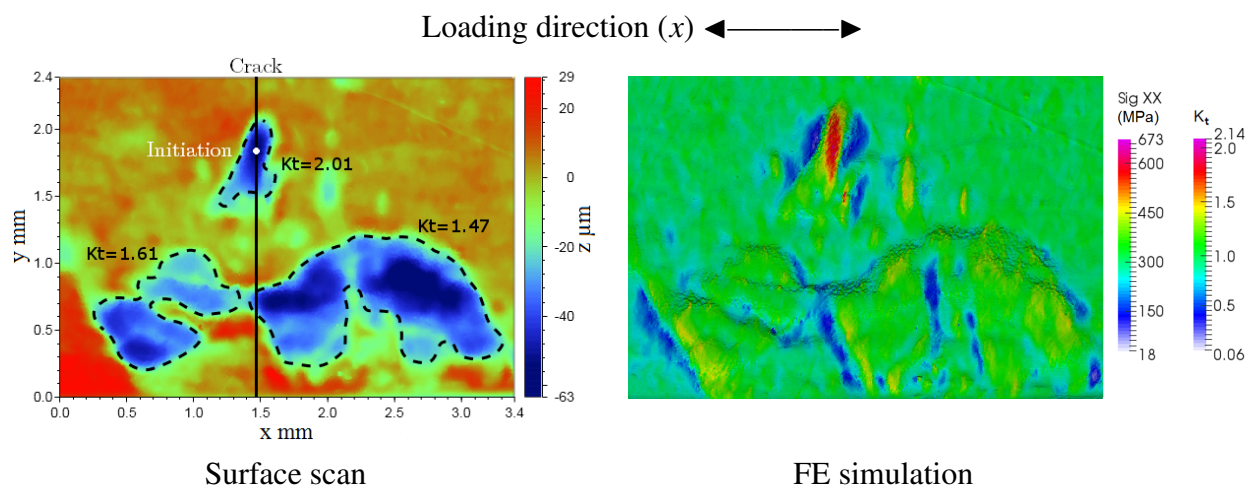 Loading direction (x)
Crack
2.4
2.0
1.5
1.0
0.5
0.0
y mm
Initiation
Kt=2.01
Kt=1.47
Kt=1.61
0.0 0.5 1.0 1.5 2.0 2.5 3.0 3.4
x mm
29
20
0
-20
-40
-63
z µm
Sig XX
(MPa)
673
600
450
300
150
18
Kt
2.14
2.0
1.5
1.0
0.5
0.06
Surface scan
FE simulation